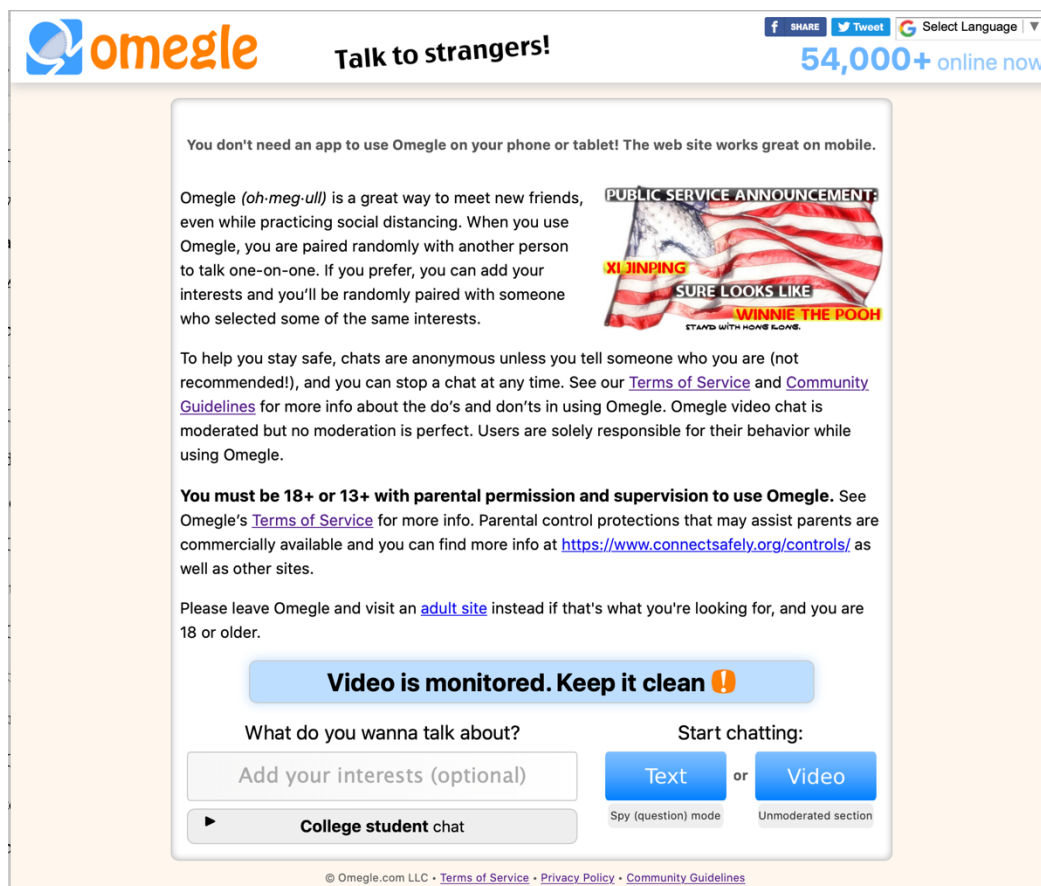 omegle
Talk to strangers!
f SHARE
Tweet
G Select Language ▼
54,000+ online now
You don't need an app to use Omegle on your phone or tablet! The web site works great on mobile.
Omegle (oh·meg·ull) is a great way to meet new friends,
even while practicing social distancing. When you use
Omegle, you are paired randomly with another person
to talk one-on-one. If you prefer, you can add your
interests and you’ll be randomly paired with someone
who selected some of the same interests.
PUBLIC SERVICE ANNOUNCEMENT:
XI JINPING
SURE LOOKS LIKE
WINNIE THE POOH
STAND WITH HONG KONG.
To help you stay safe, chats are anonymous unless you tell someone who you are (not
recommended!), and you can stop a chat at any time. See our Terms of Service and Community
Guidelines for more info about the do’s and don’ts in using Omegle. Omegle video chat is
moderated but no moderation is perfect. Users are solely responsible for their behavior while
using Omegle.
You must be 18+ or 13+ with parental permission and supervision to use Omegle. See
Omegle’s Terms of Service for more info. Parental control protections that may assist parents are
commercially available and you can find more info at https://www.connectsafely.org/controls/ as
well as other sites.
Please leave Omegle and visit an adult site instead if that's what you're looking for, and you are
18 or older.
Video is monitored. Keep it clean !
What do you wanna talk about?
Add your interests (optional)
College student chat
Start chatting:
Text or Video
Spy (question) mode
Unmoderated section
© Omegle.com LLC • Terms of Service • Privacy Policy • Community Guidelines